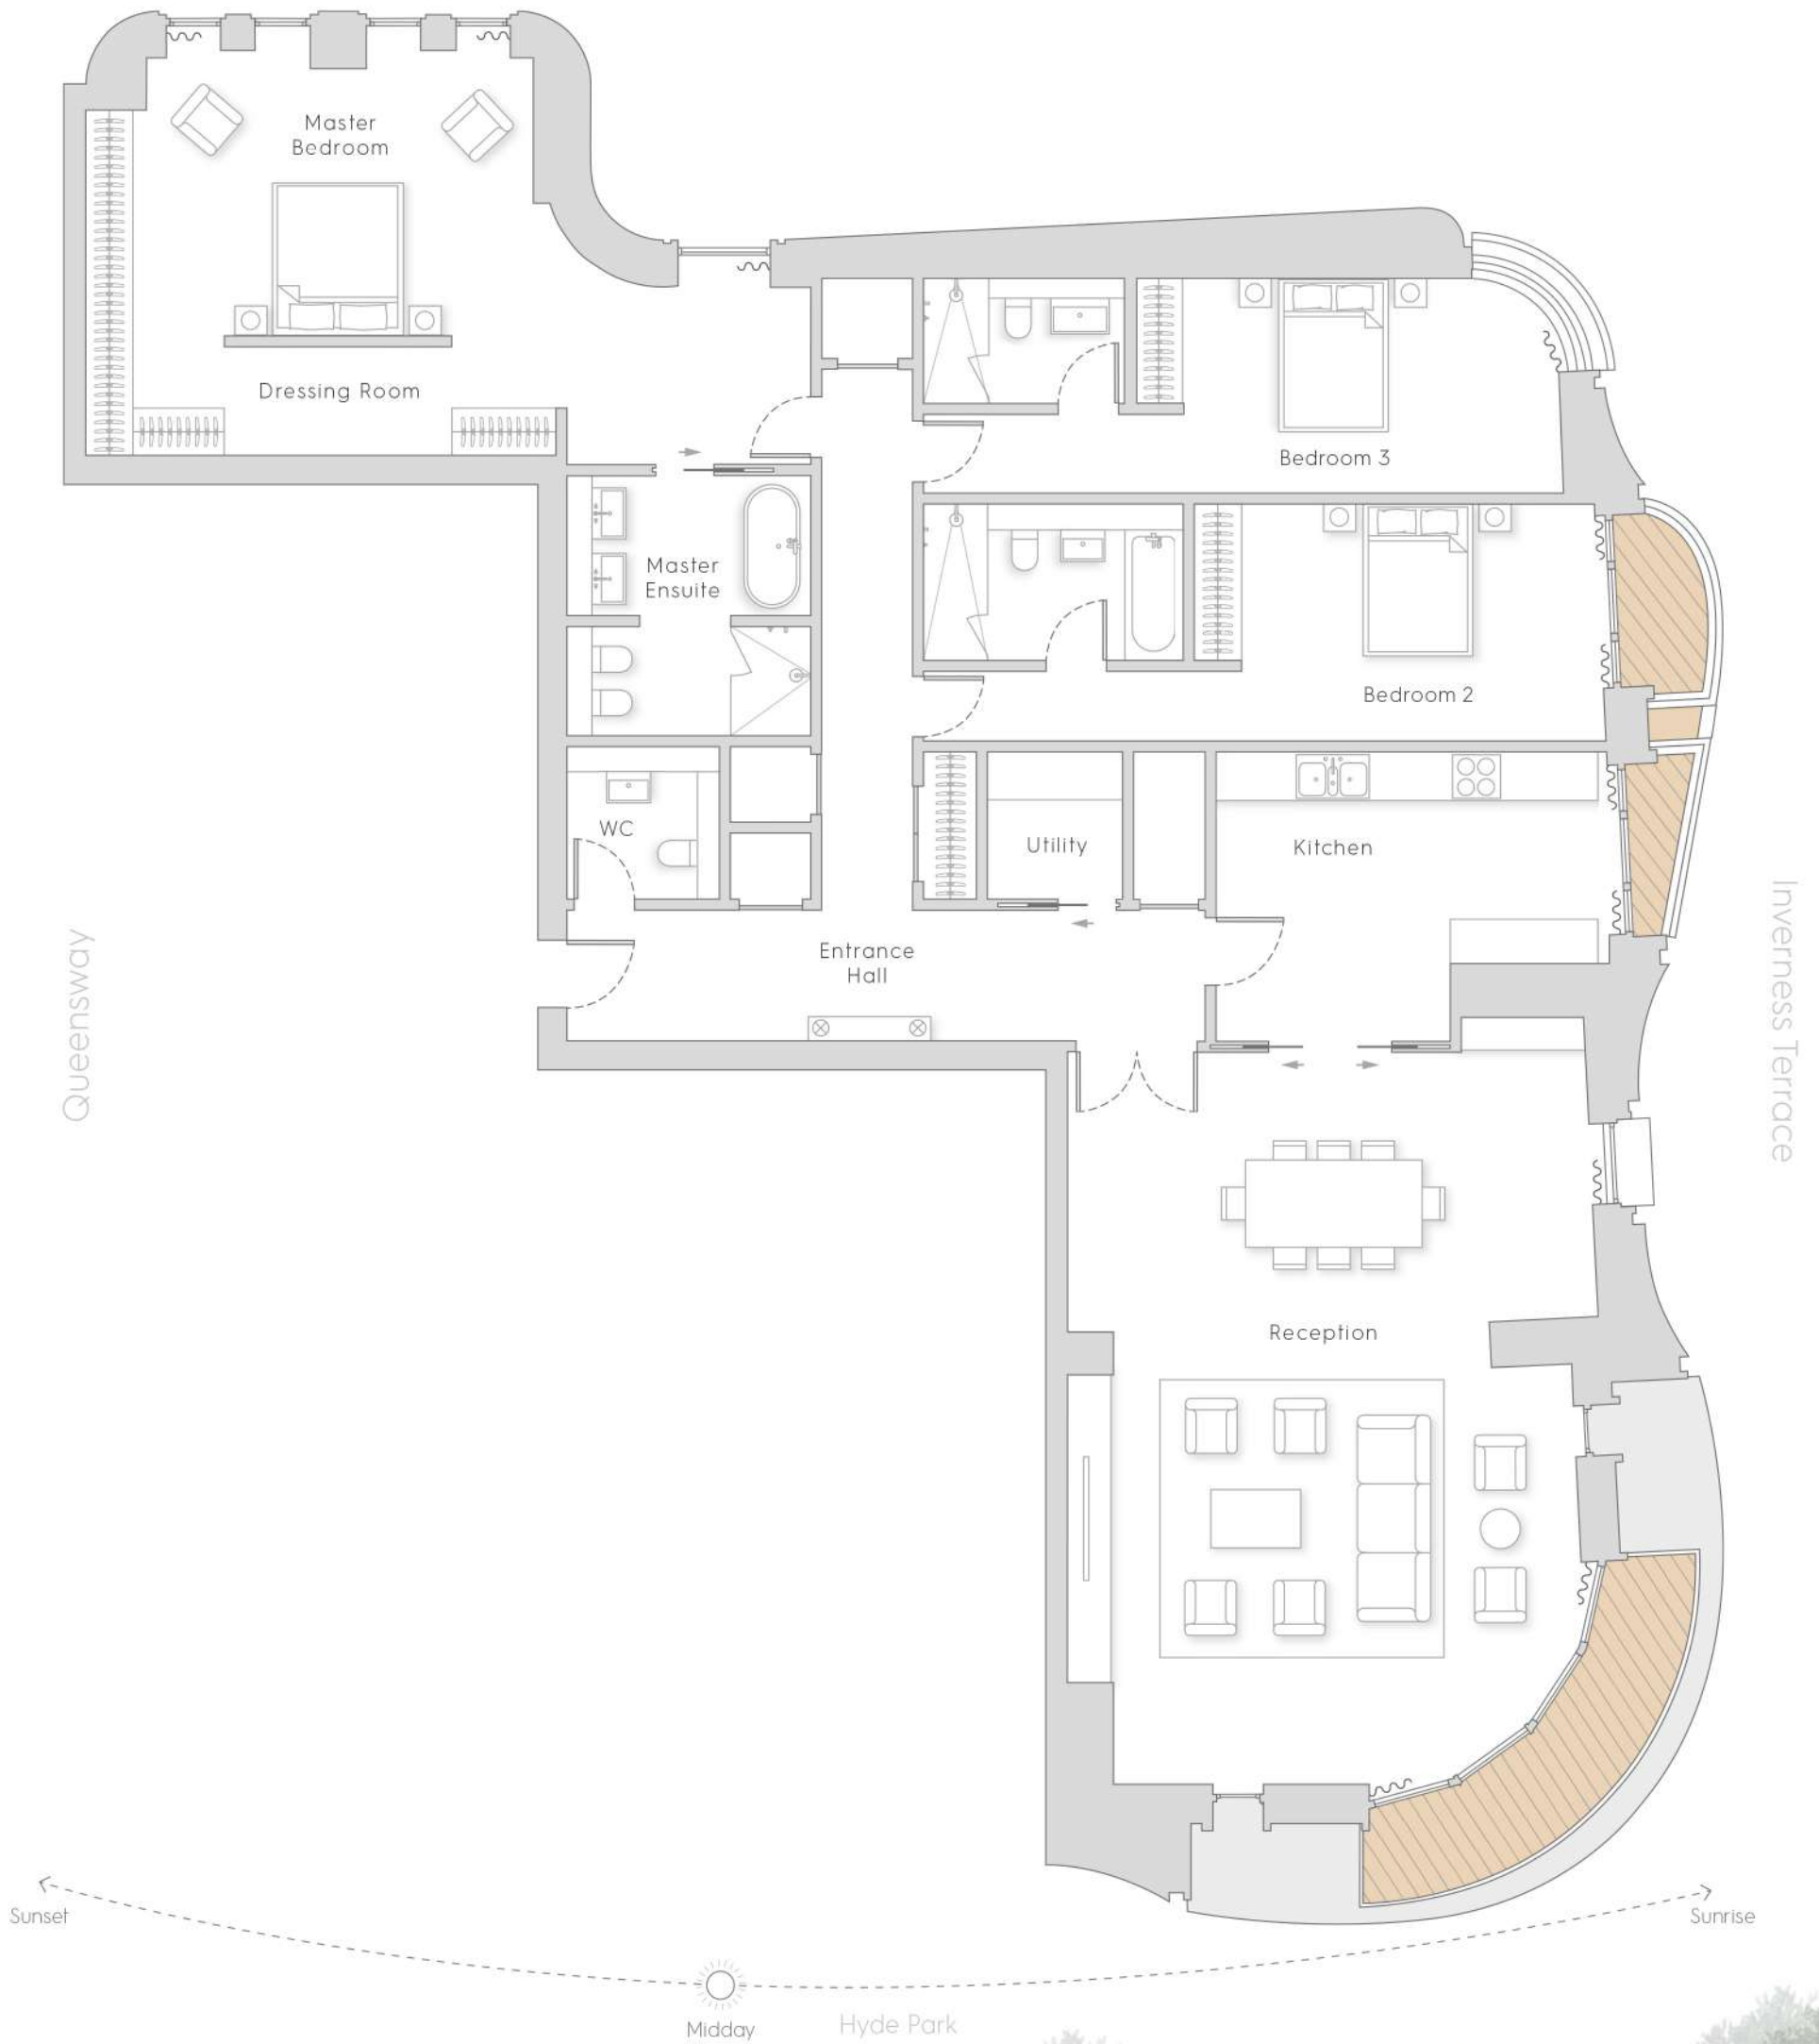 Master
Bedroom
Dressing Room
Bedroom 3
Master
Ensuite
Bedroom 2
WC
Utility
Kitchen
Entrance
Hall
Queensway
Inverness Terrace
Reception
Sunset
Sunrise
Midday
Hyde Park